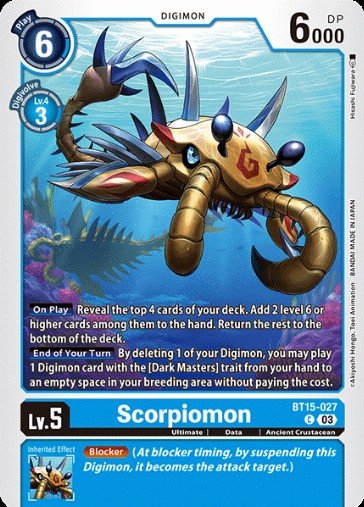 Play
6
DIGIMON
DP
6000
Digivolve
Lv.4
3
Hisashi Fujiwara
©Akiyoshi Hongo, Toei Animation BANDAI MADE IN JAPAN
On Play Reveal the top 4 cards of your deck. Add 2 level 6 or
higher cards among them to the hand. Return the rest to the
bottom of the deck.
End of Your Turn By deleting 1 of your Digimon, you may play
1 Digimon card with the [Dark Masters] trait from your hand to
an empty space in your breeding area without paying the cost.
Lv.5
Scorpiomon
BT15-027
C 03
Ultimate | Data | Ancient Crustacean
Inherited Effect
Blocker (At blocker timing, by suspending this
Digimon, it becomes the attack target.)